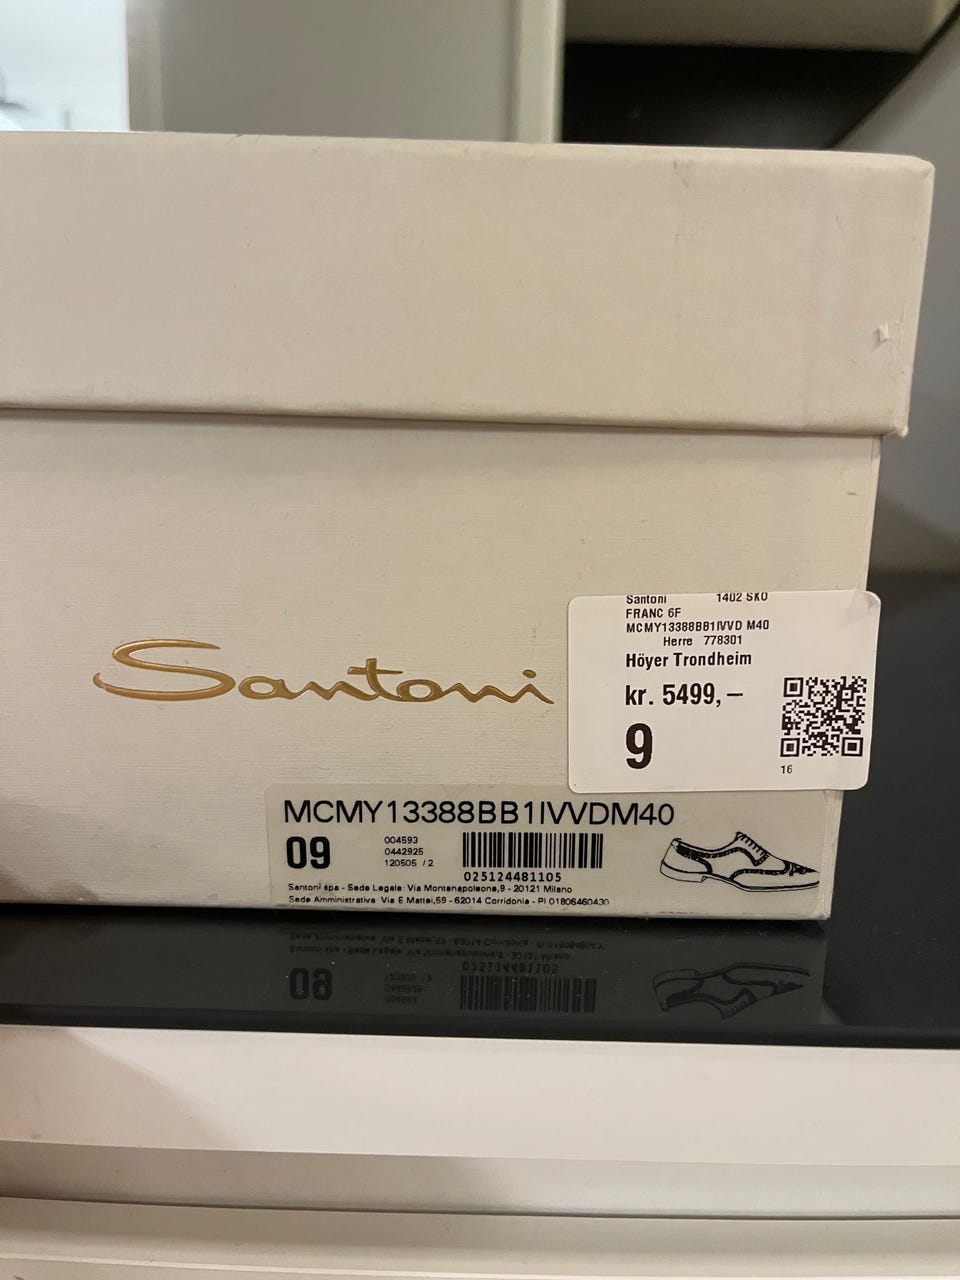 Santoni
Santoni 1402 SKO
FRANC 6F
MCMY13388BB1IVVD M40
Herre 778301
Höyer Trondheim
kr. 5499,–
9
16
MCMY13388BB1IVVDM40
09
004593
0442925
120505 /2
025124481105
Santoni spa - Sede Legale: Via Montenapoleone,9 - 20121 Milano
Sede Amministrativa: Via E Mattei,59 - 62014 Corridonia - PI 01806460430